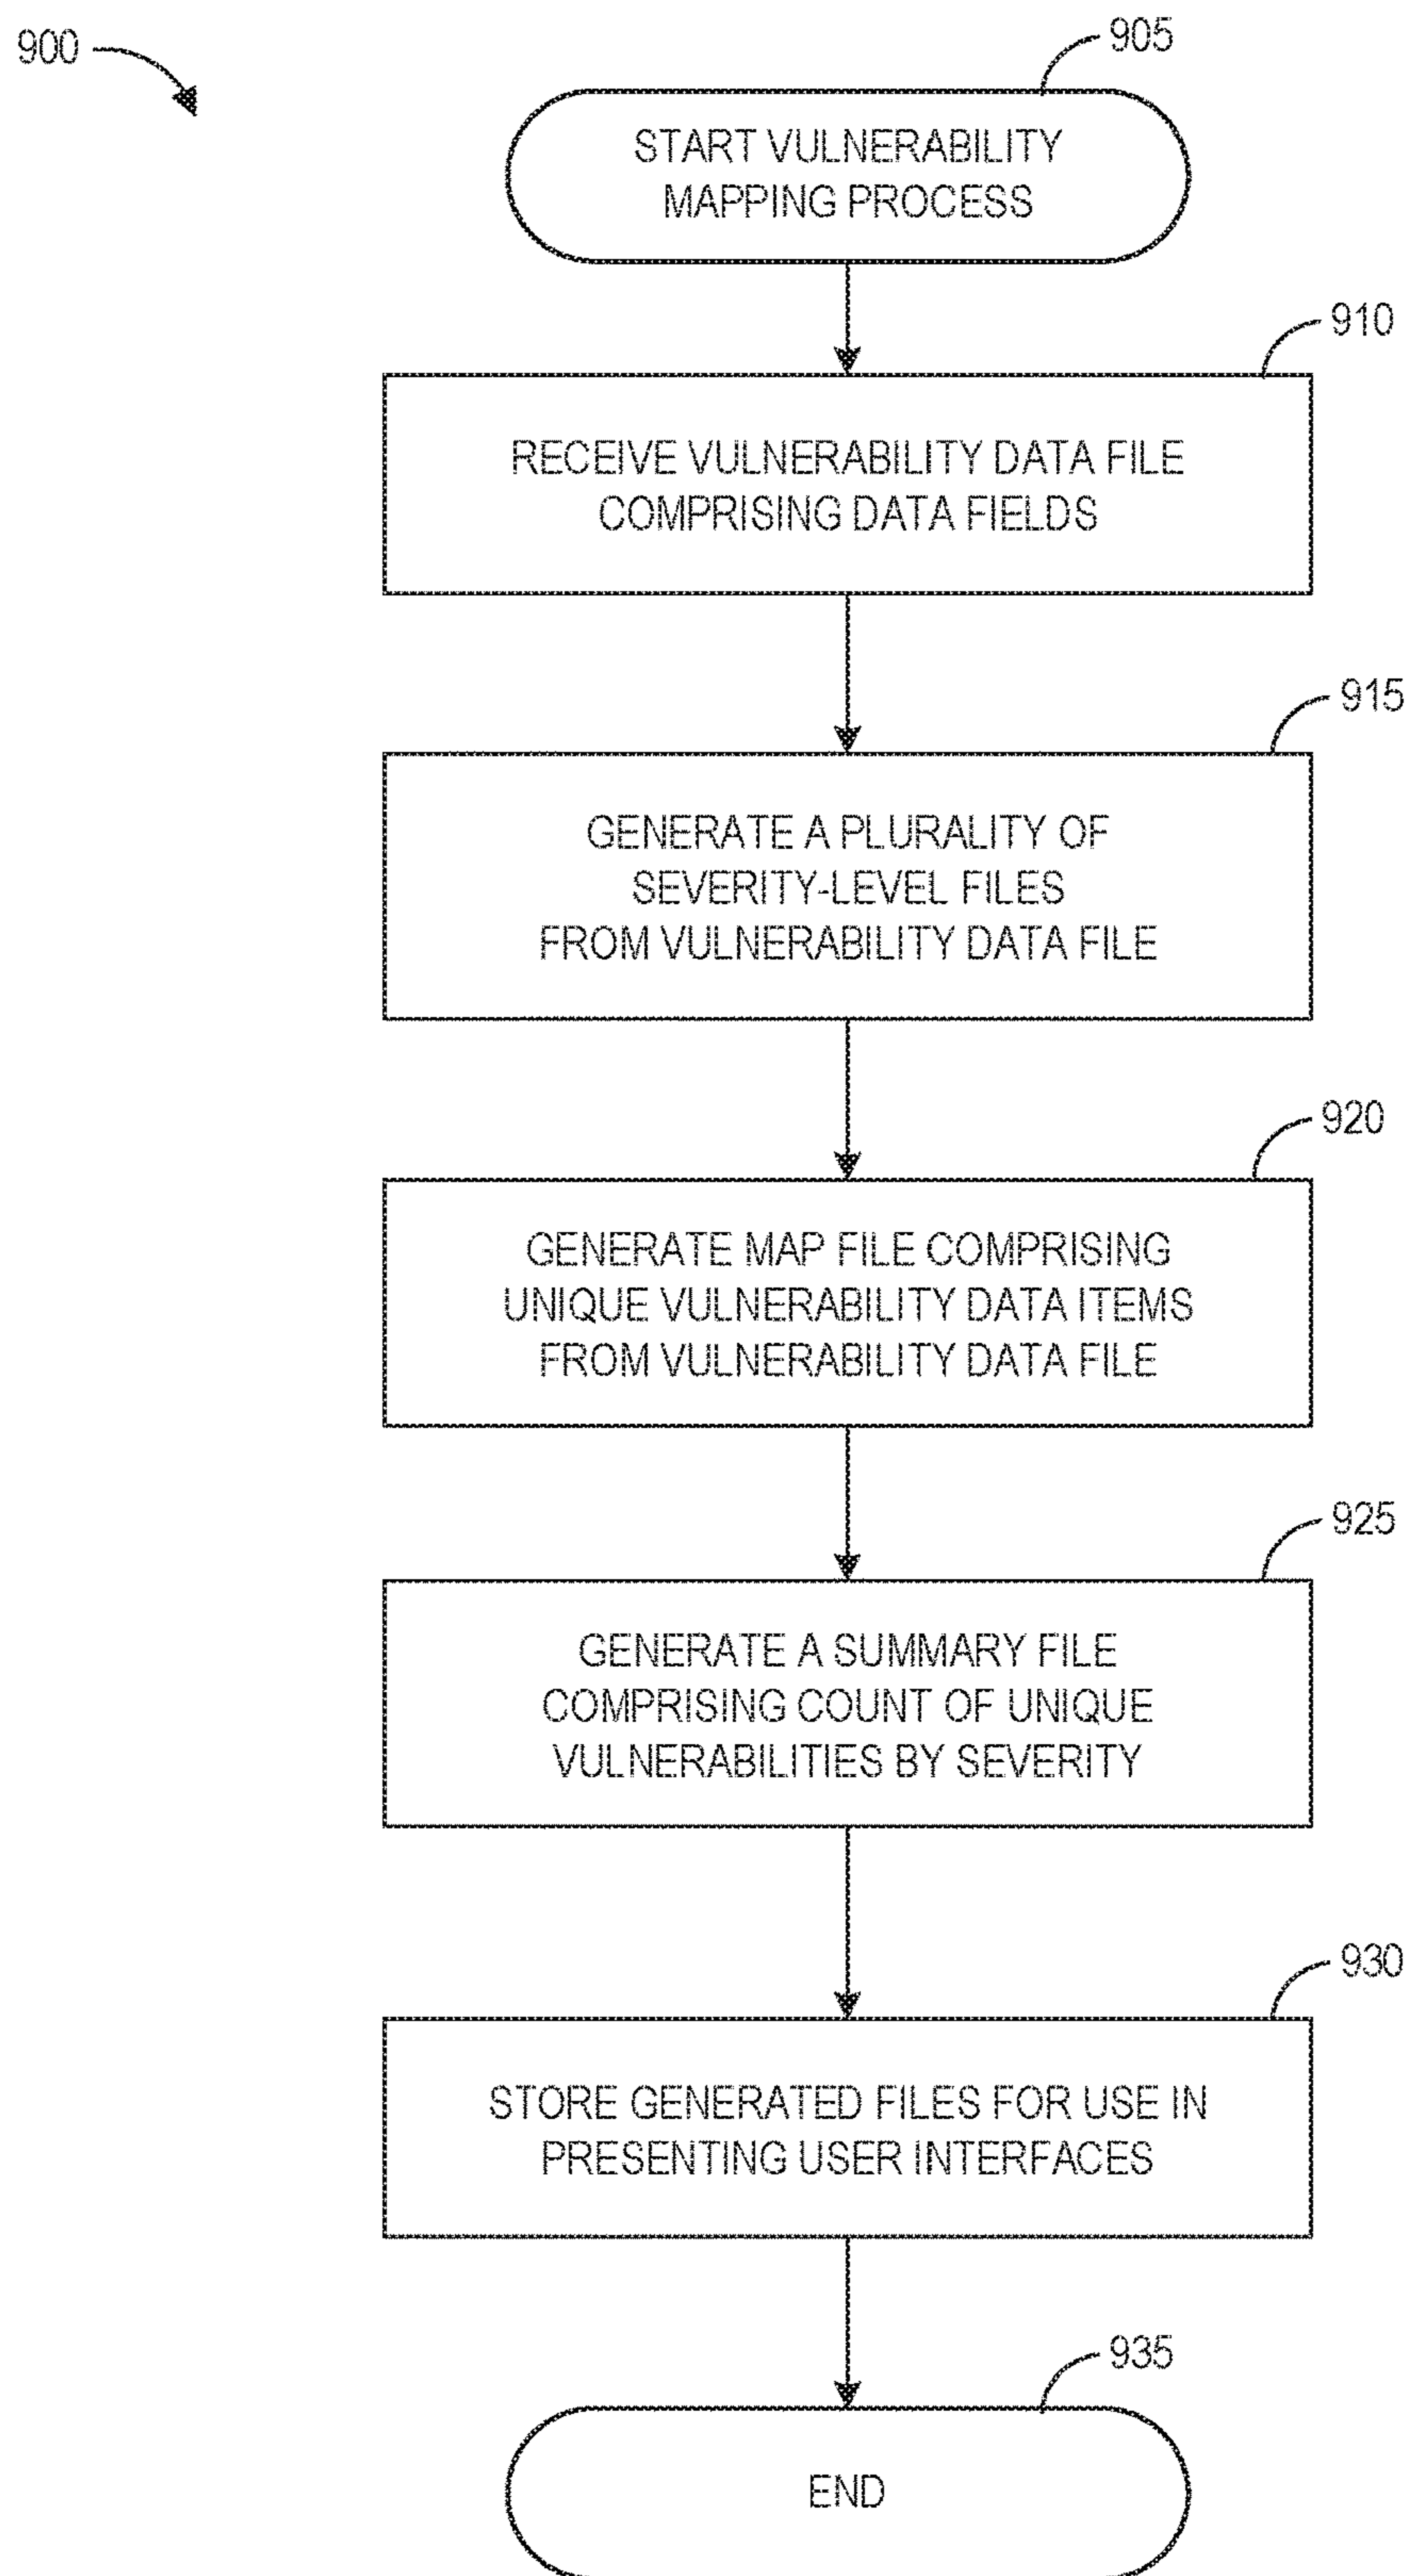 900
905
START VULNERABILITY
MAPPING PROCESS
910
RECEIVE VULNERABILITY DATA FILE
COMPRISING DATA FIELDS
915
GENERATE A PLURALITY OF
SEVERITY-LEVEL FILES
FROM VULNERABILITY DATA FILE
920
GENERATE MAP FILE COMPRISING
UNIQUE VULNERABILITY DATA ITEMS
FROM VULNERABILITY DATA FILE
925
GENERATE A SUMMARY FILE
COMPRISING COUNT OF UNIQUE
VULNERABILITIES BY SEVERITY
930
STORE GENERATED FILES FOR USE IN
PRESENTING USER INTERFACES
935
END